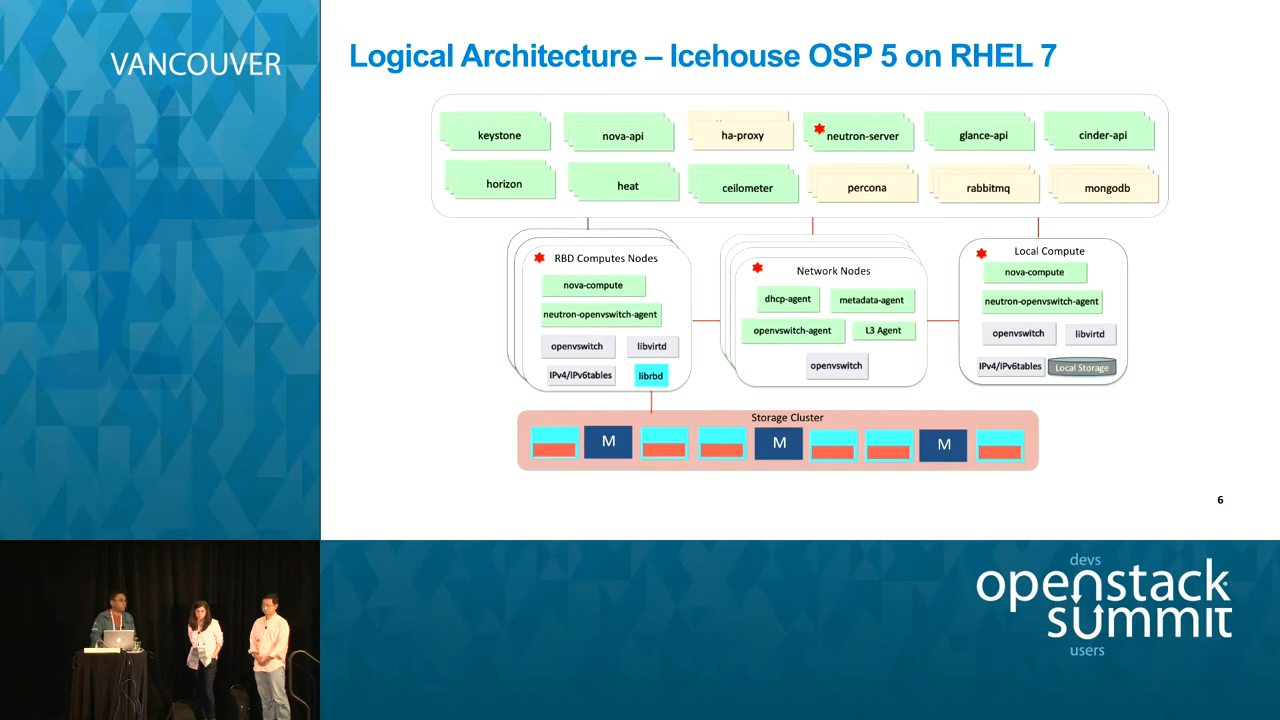 VANCOUVER
Logical Architecture – Icehouse OSP 5 on RHEL 7
keystone
nova-api
ha-proxy
neutron-server
glance-api
cinder-api
horizon
heat
ceilometer
percona
rabbitmq
mongodb
RBD Computes Nodes
nova-compute
neutron-openvswitch-agent
openvswitch
libvirtd
IPv4/IPv6tables
librbd
Network Nodes
dhcp-agent
metadata-agent
openvswitch-agent
L3 Agent
openvswitch
Local Compute
nova-compute
neutron-openvswitch-agent
openvswitch
libvirtd
IPv4/IPv6tables
Local Storage
Storage Cluster
M
M
M
6
devs
openstack
summit
users